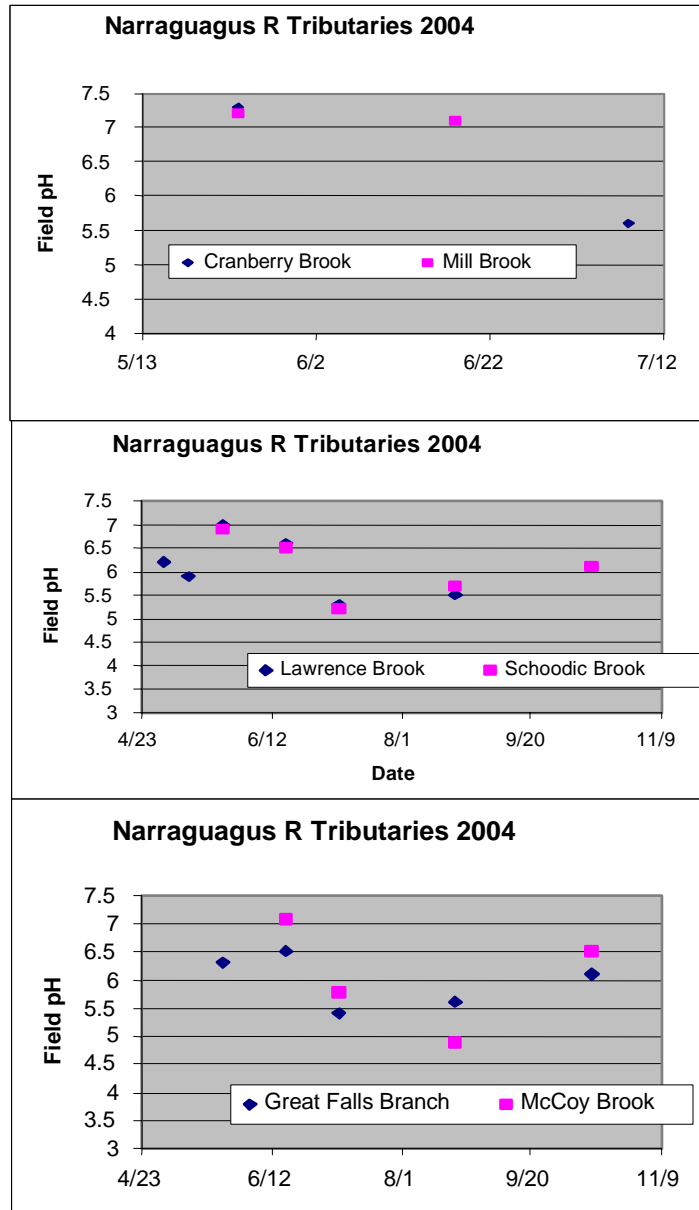 Narraguagus R Tributaries 2004
7.5
7
6.5
6
5.5
5
4.5
4
Field pH
Cranberry Brook Mill Brook
5/13 6/2 6/22 7/12
Narraguagus R Tributaries 2004
7.5
7
6.5
6
5.5
5
4.5
4
3.5
3
Field pH
Lawrence Brook Schoodic Brook
4/23 6/12 8/1 9/20 11/9
Date
Narraguagus R Tributaries 2004
7.5
7
6.5
6
5.5
5
4.5
4
3.5
3
Field pH
Great Falls Branch McCoy Brook
4/23 6/12 8/1 9/20 11/9